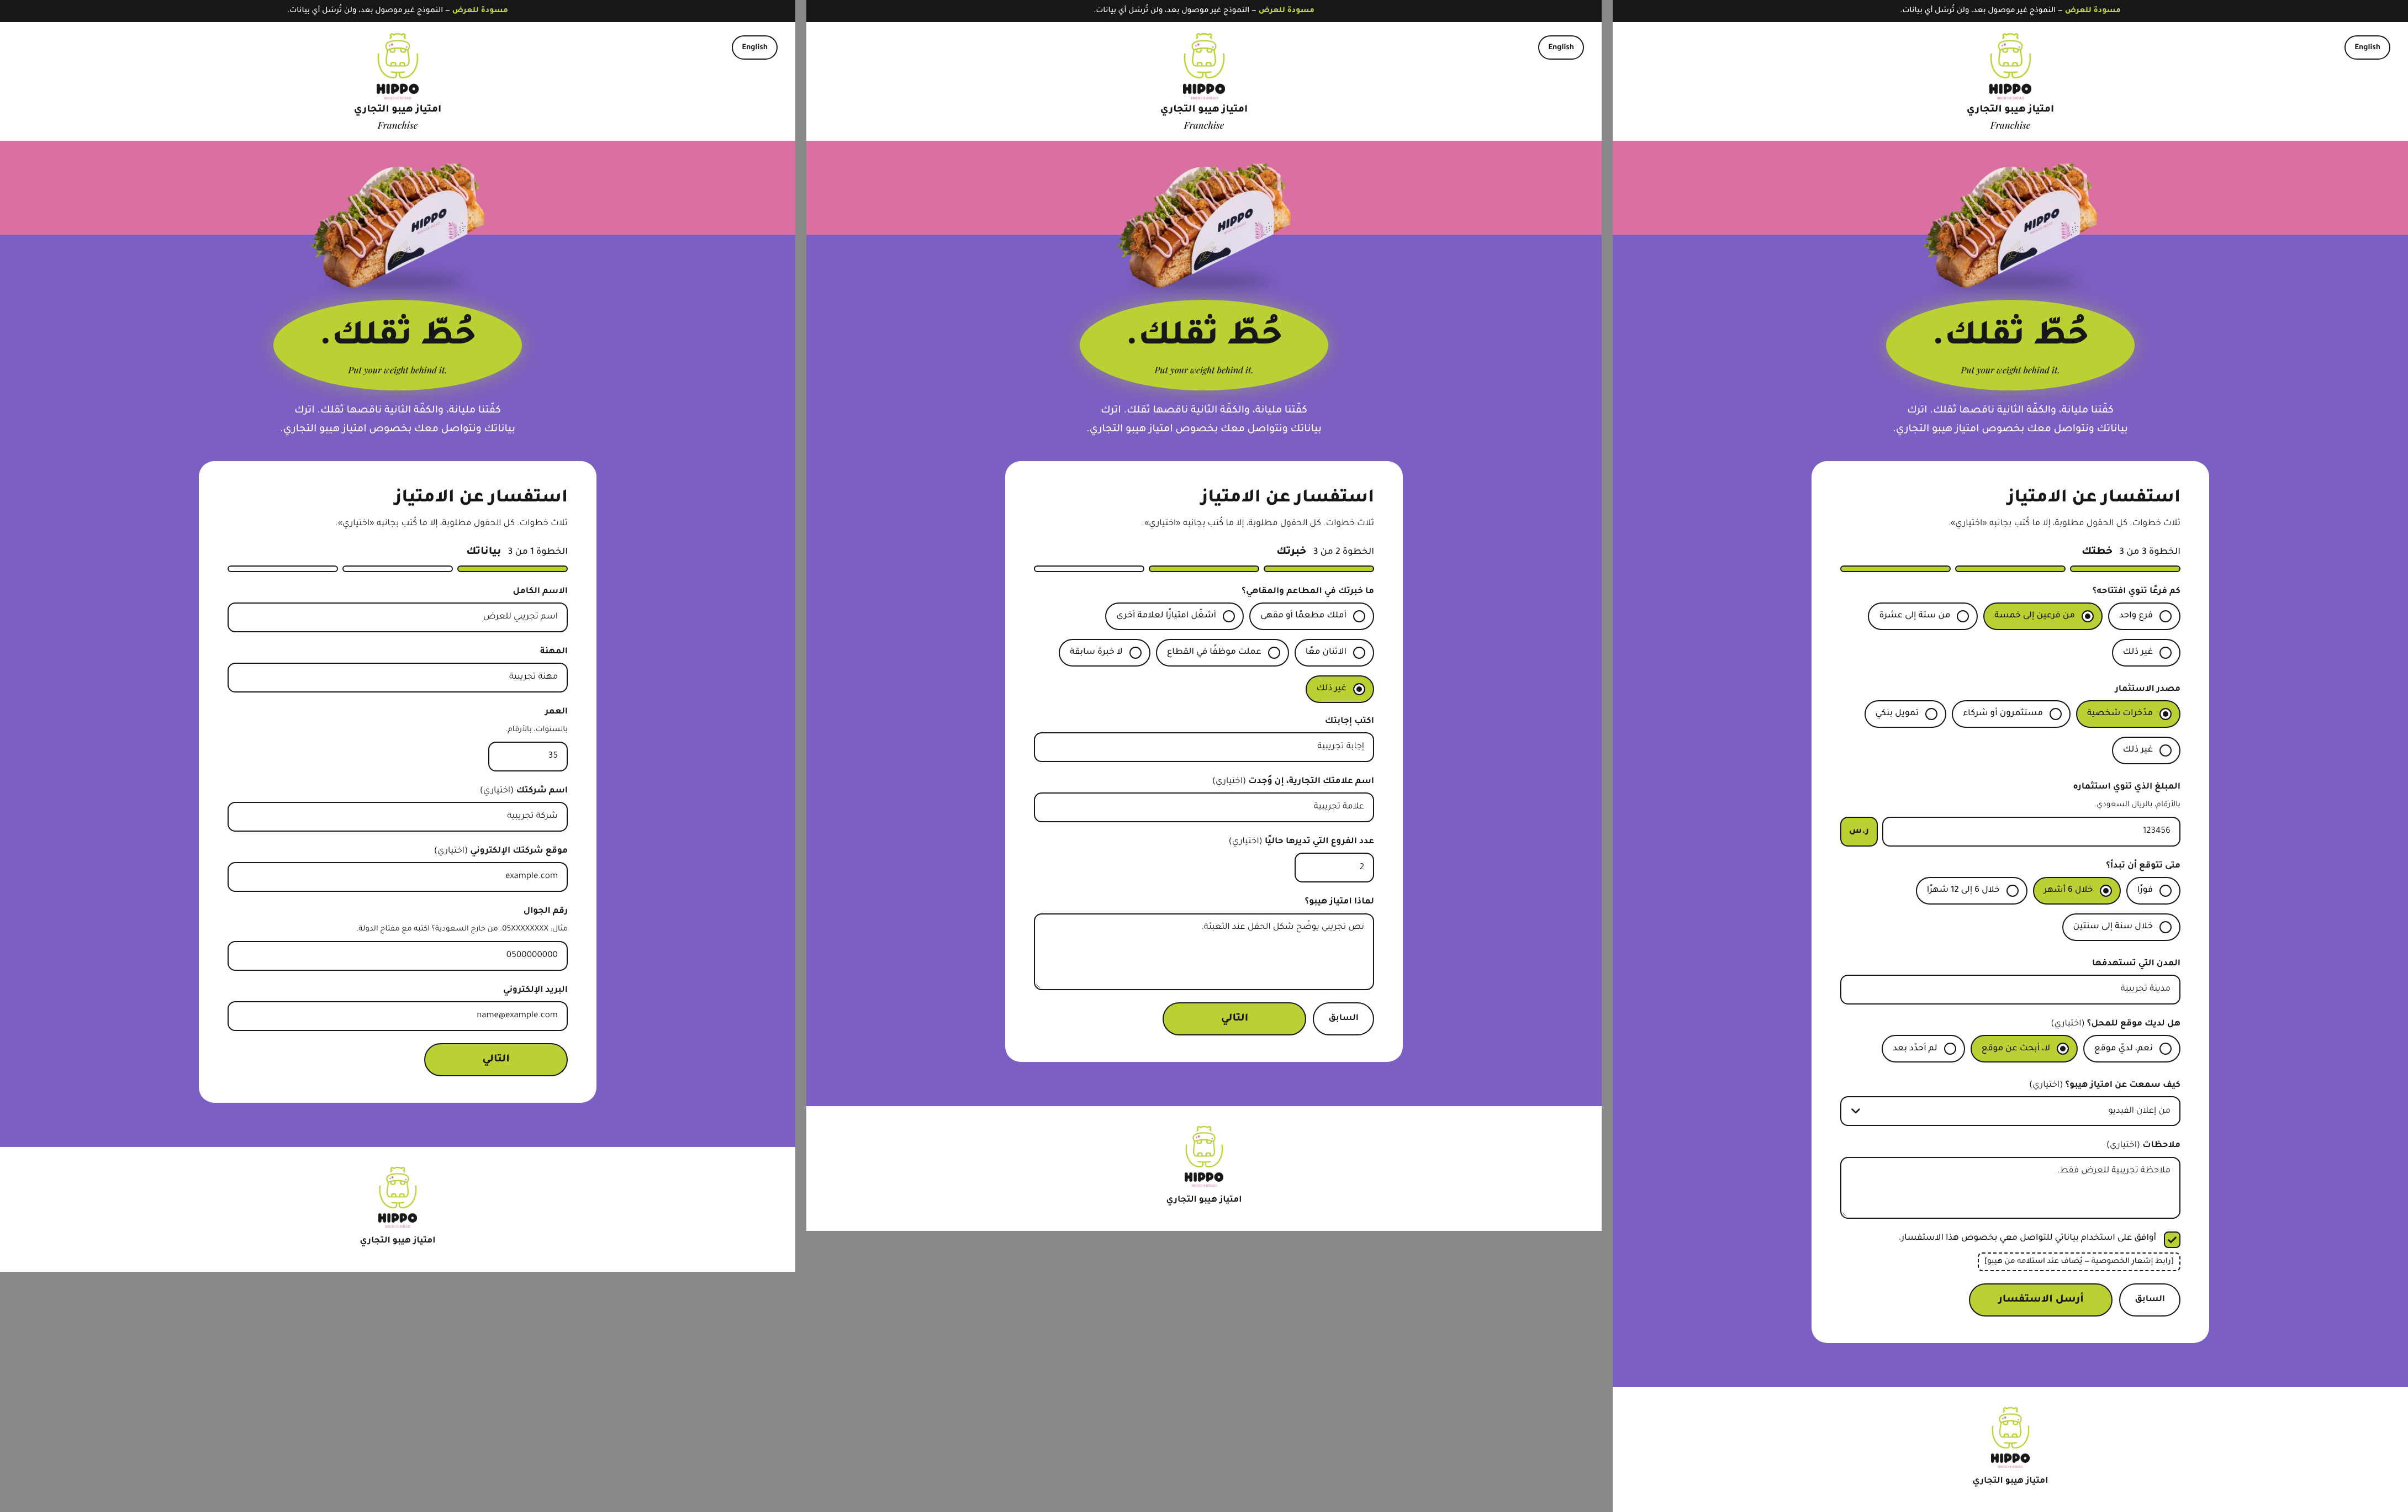 مسودة للعرض – النموذج غير موصول بعد، ولن تُرسَل أي بيانات.
English
HIPPO
امتياز هيبو التجاري
Franchise
HIPPO
حُطّ ثقلك.
Put your weight behind it.
كفّتنا مليانة، والكفّة الثانية ناقصها ثقلك. اترك
بياناتك ونتواصل معك بخصوص امتياز هيبو التجاري.
استفسار عن الامتياز
ثلاث خطوات. كل الحقول مطلوبة، إلا ما كُتب بجانبه «اختياري».
الخطوة 1 من 3 بياناتك
الاسم الكامل
اسم تجريبي للعرض
المهنة
مهنة تجريبية
العمر
بالسنوات، بالأرقام.
35
اسم شركتك (اختياري)
شركة تجريبية
موقع شركتك الإلكتروني (اختياري)
example.com
رقم الجوال
مثال: 05XXXXXXXX. من خارج السعودية؟ اكتبه مع مفتاح الدولة.
0500000000
البريد الإلكتروني
name@example.com
التالي
HIPPO
امتياز هيبو التجاري
مسودة للعرض – النموذج غير موصول بعد، ولن تُرسَل أي بيانات.
English
HIPPO
امتياز هيبو التجاري
Franchise
HIPPO
حُطّ ثقلك.
Put your weight behind it.
كفّتنا مليانة، والكفّة الثانية ناقصها ثقلك. اترك
بياناتك ونتواصل معك بخصوص امتياز هيبو التجاري.
استفسار عن الامتياز
ثلاث خطوات. كل الحقول مطلوبة، إلا ما كُتب بجانبه «اختياري».
الخطوة 2 من 3 خبرتك
ما خبرتك في المطاعم والمقاهي؟
أملك مطعمًا أو مقهى
أشغّل امتيازًا لعلامة أخرى
الاثنان معًا
عملت موظفًا في القطاع
لا خبرة سابقة
غير ذلك
اكتب إجابتك
إجابة تجريبية
اسم علامتك التجارية، إن وُجدت (اختياري)
علامة تجريبية
عدد الفروع التي تديرها حاليًا (اختياري)
2
لماذا امتياز هيبو؟
نص تجريبي يوضّح شكل الحقل عند التعبئة.
السابق
التالي
HIPPO
امتياز هيبو التجاري
مسودة للعرض – النموذج غير موصول بعد، ولن تُرسَل أي بيانات.
English
HIPPO
امتياز هيبو التجاري
Franchise
HIPPO
حُطّ ثقلك.
Put your weight behind it.
كفّتنا مليانة، والكفّة الثانية ناقصها ثقلك. اترك
بياناتك ونتواصل معك بخصوص امتياز هيبو التجاري.
استفسار عن الامتياز
ثلاث خطوات. كل الحقول مطلوبة، إلا ما كُتب بجانبه «اختياري».
الخطوة 3 من 3 خطتك
كم فرعًا تنوي افتتاحه؟
فرع واحد
من فرعين إلى خمسة
من ستة إلى عشرة
غير ذلك
مصدر الاستثمار
مدّخرات شخصية
مستثمرون أو شركاء
تمويل بنكي
غير ذلك
المبلغ الذي تنوي استثماره
بالأرقام، بالريال السعودي.
123456
ر.س
متى تتوقع أن تبدأ؟
فورًا
خلال 6 أشهر
خلال 6 إلى 12 شهرًا
خلال سنة إلى سنتين
المدن التي تستهدفها
مدينة تجريبية
هل لديك موقع للمحل؟ (اختياري)
نعم، لديّ موقع
لا، أبحث عن موقع
لم أحدّد بعد
كيف سمعت عن امتياز هيبو؟ (اختياري)
من إعلان الفيديو
ملاحظات (اختياري)
ملاحظة تجريبية للعرض فقط.
أوافق على استخدام بياناتي للتواصل معي بخصوص هذا الاستفسار.
[رابط إشعار الخصوصية – يُضاف عند استلامه من هيبو]
السابق
أرسل الاستفسار
HIPPO
امتياز هيبو التجاري